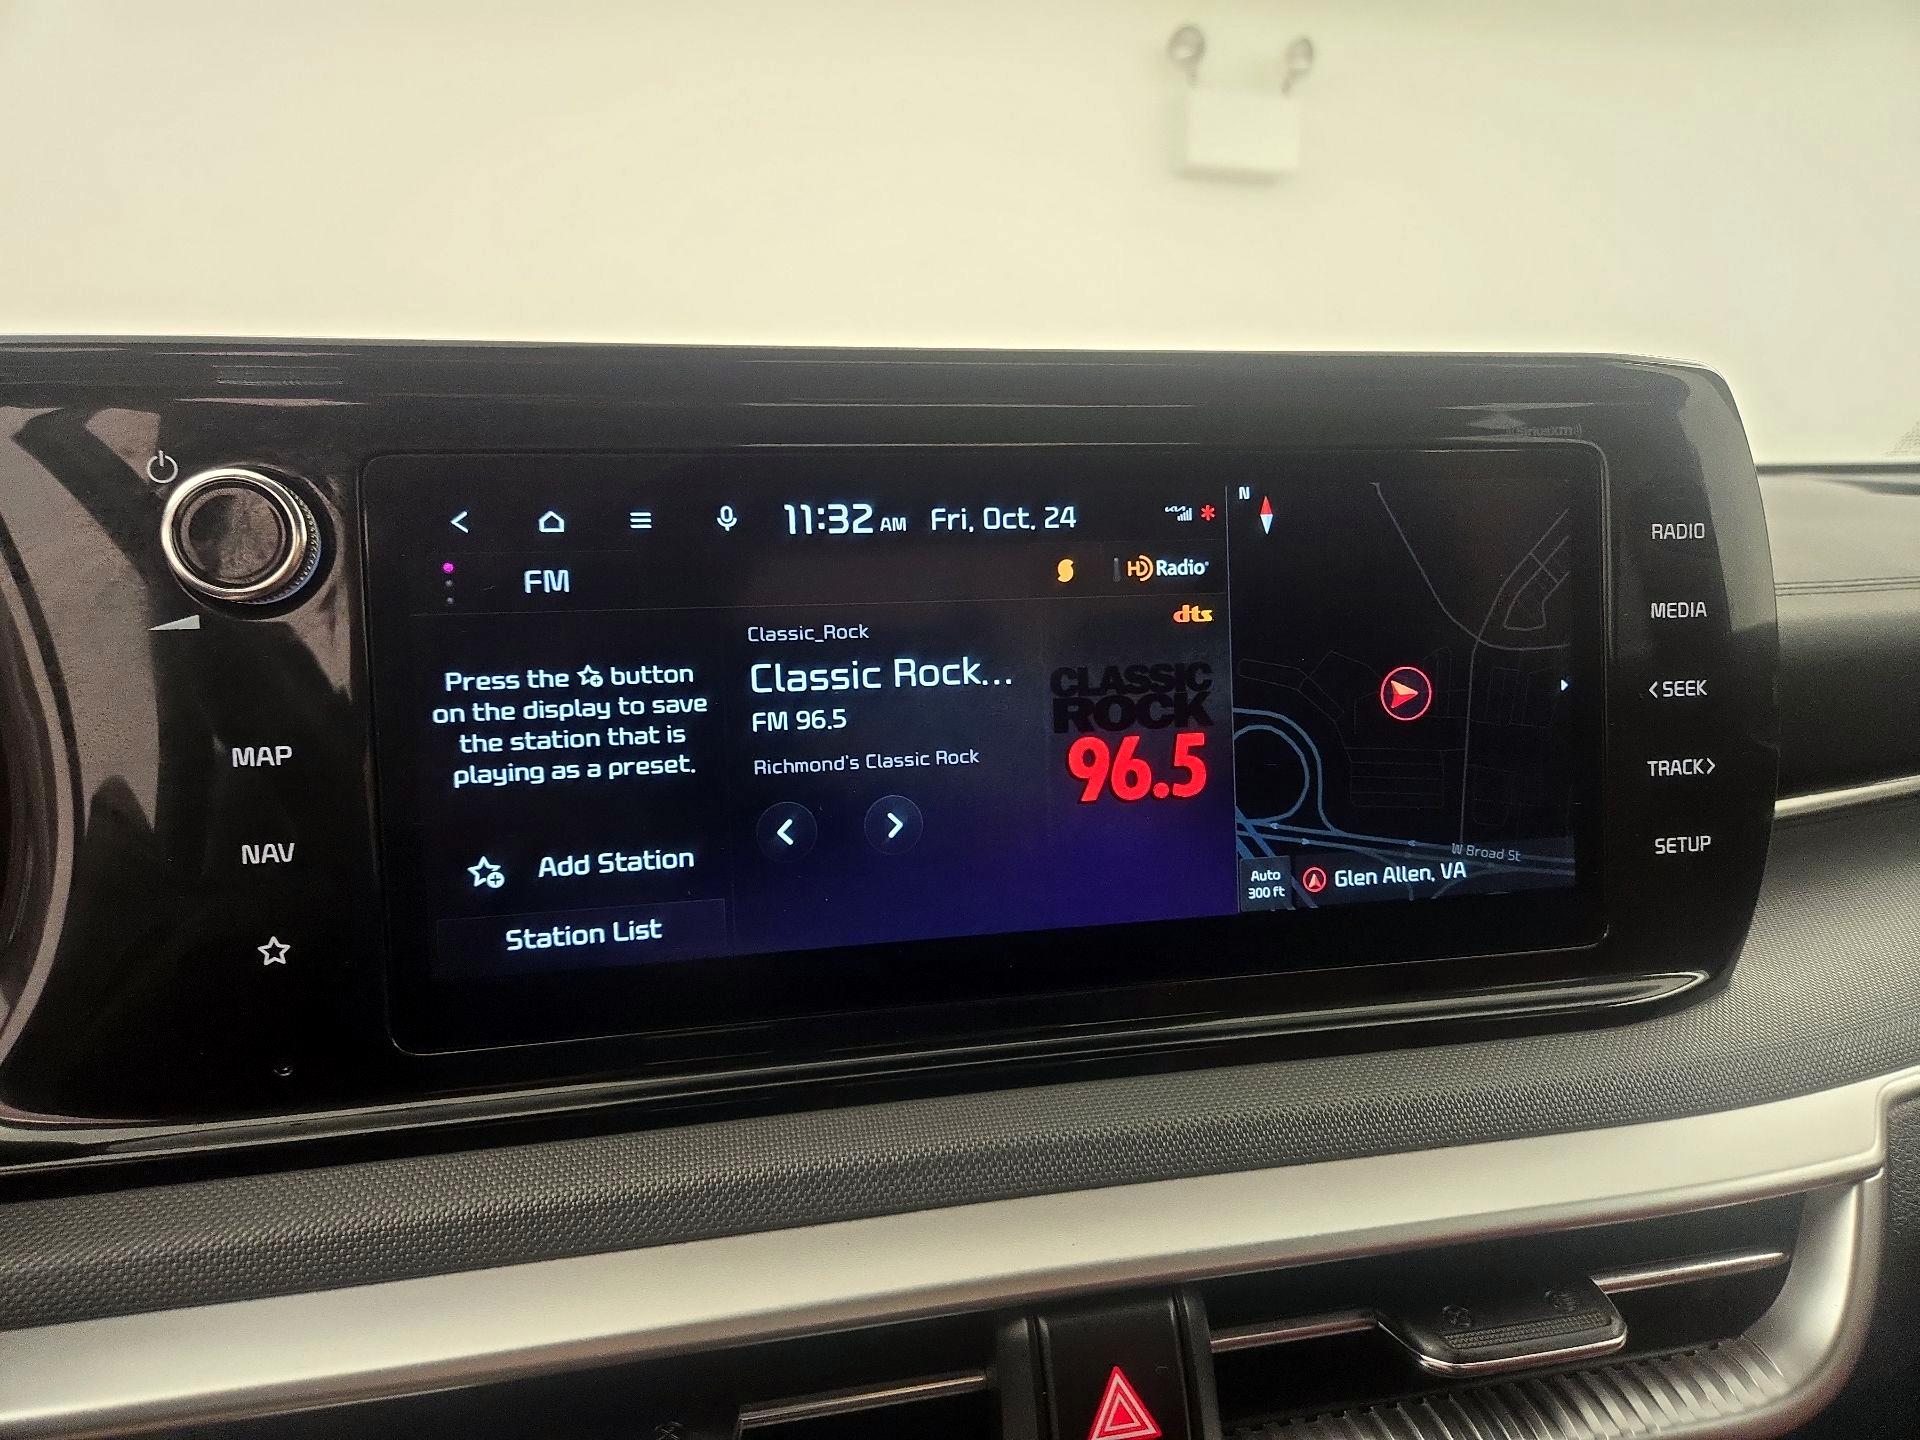 SiriusXM
11:32 AM Fri, Oct. 24
N
FM
HD Radio
dts
Press the button
on the display to save
the station that is
playing as a preset.
Add Station
Station List
Classic_Rock
Classic Rock...
FM 96.5
Richmond's Classic Rock
CLASSIC
ROCK
96.5
W Broad St
Auto
300 ft
Glen Allen, VA
MAP
NAV
RADIO
MEDIA
< SEEK
TRACK >
SETUP